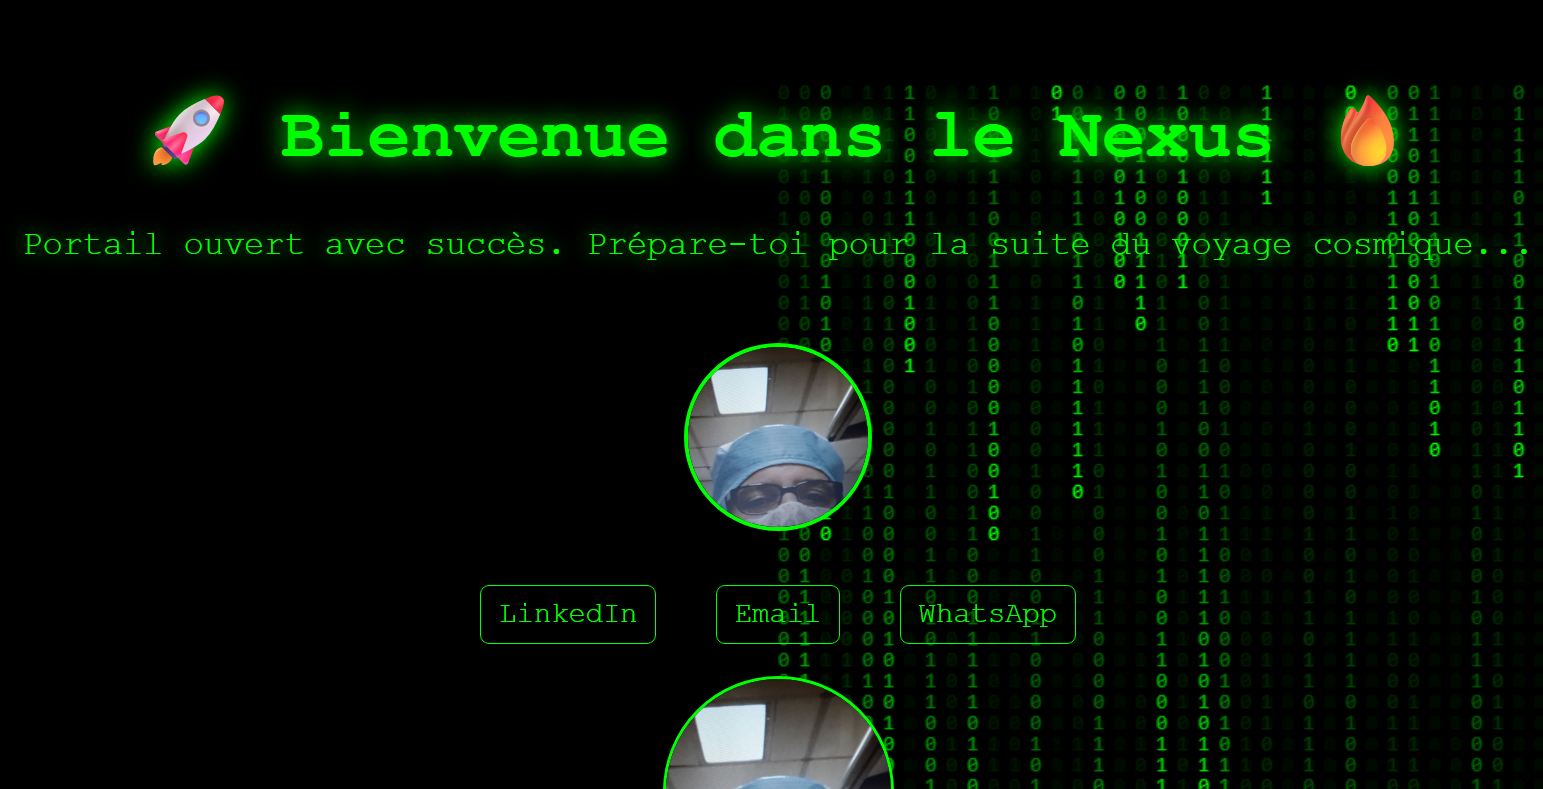 🚀 Bienvenue dans le Nexus 🔥
Portail ouvert avec succès. Prépare-toi pour la suite du voyage cosmique...
LinkedIn
Email
WhatsApp